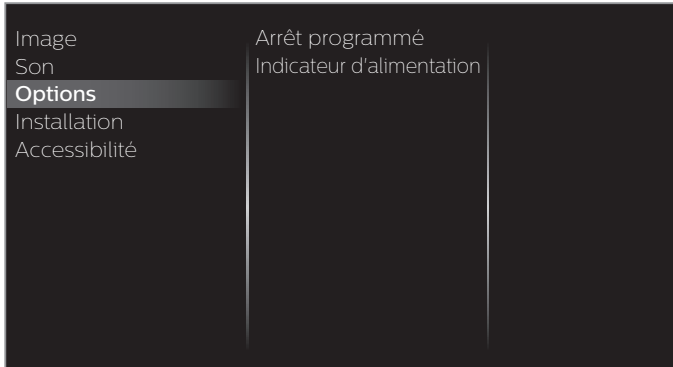 Image
Son
Options
Installation
Accessibilité
Arrêt programmé
Indicateur d'alimentation